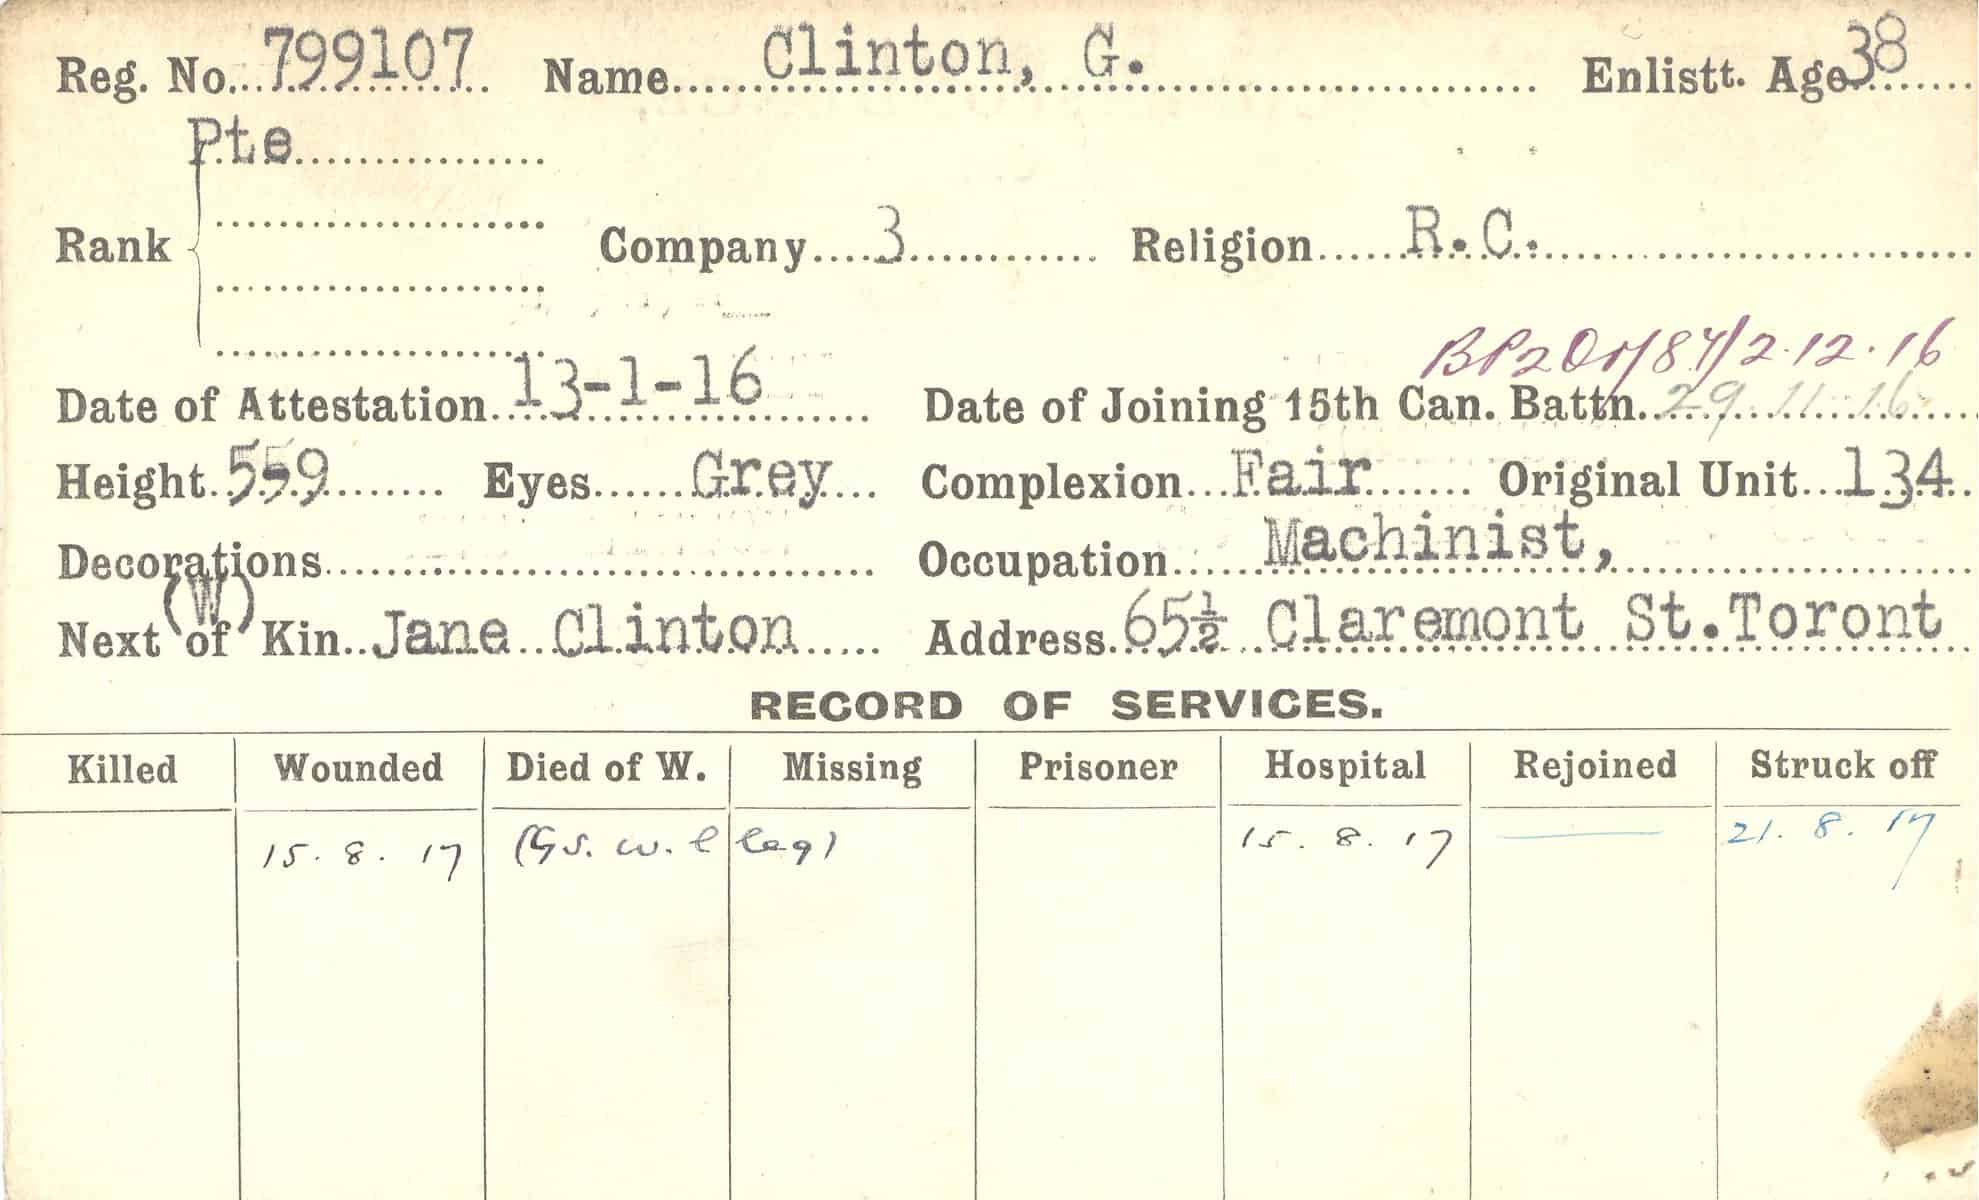 Reg. No. 799107 Name Clinton, G. Enlistt. Age 38
Pte
Rank Company 3 Religion R.C.
2.12.16
Date of Attestation 13-1-16 Date of Joining 15th Can. Battn. 29.11.16
Height 5-9 Eyes Grey Complexion Fair Original Unit 134
Decorations Occupation Machinist,
(W)
Next of Kin Jane Clinton Address 65½ Claremont St. Toront
RECORD OF SERVICES.
Killed Wounded Died of W. Missing Prisoner Hospital Rejoined Struck off
15.8.17 (G.S.W. l leg) 15.8.17 — 21.8.17